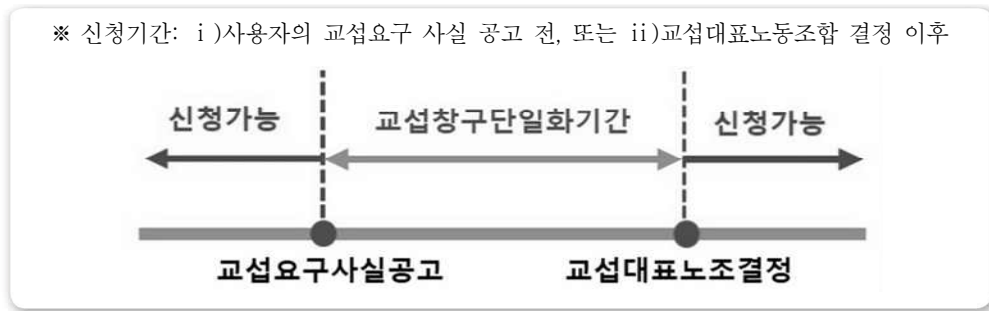 ※ 신청기간: ⅰ)사용자의 교섭요구 사실 공고 전, 또는 ⅱ)교섭대표노동조합 결정 이후
신청가능 교섭창구단일화기간 신청가능
교섭요구사실공고 교섭대표노조결정